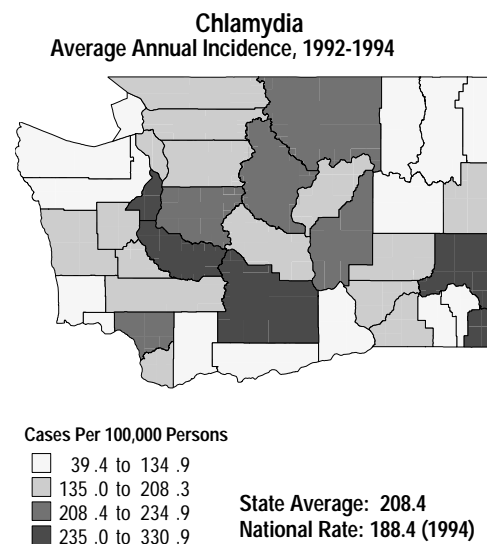 Chlamydia
Average Annual Incidence, 1992-1994
Cases Per 100,000 Persons
39 .4 to 134 .9
135 .0 to 208 .3
208 .4 to 234 .9
235 .0 to 330 .9
State Average: 208.4
National Rate: 188.4 (1994)